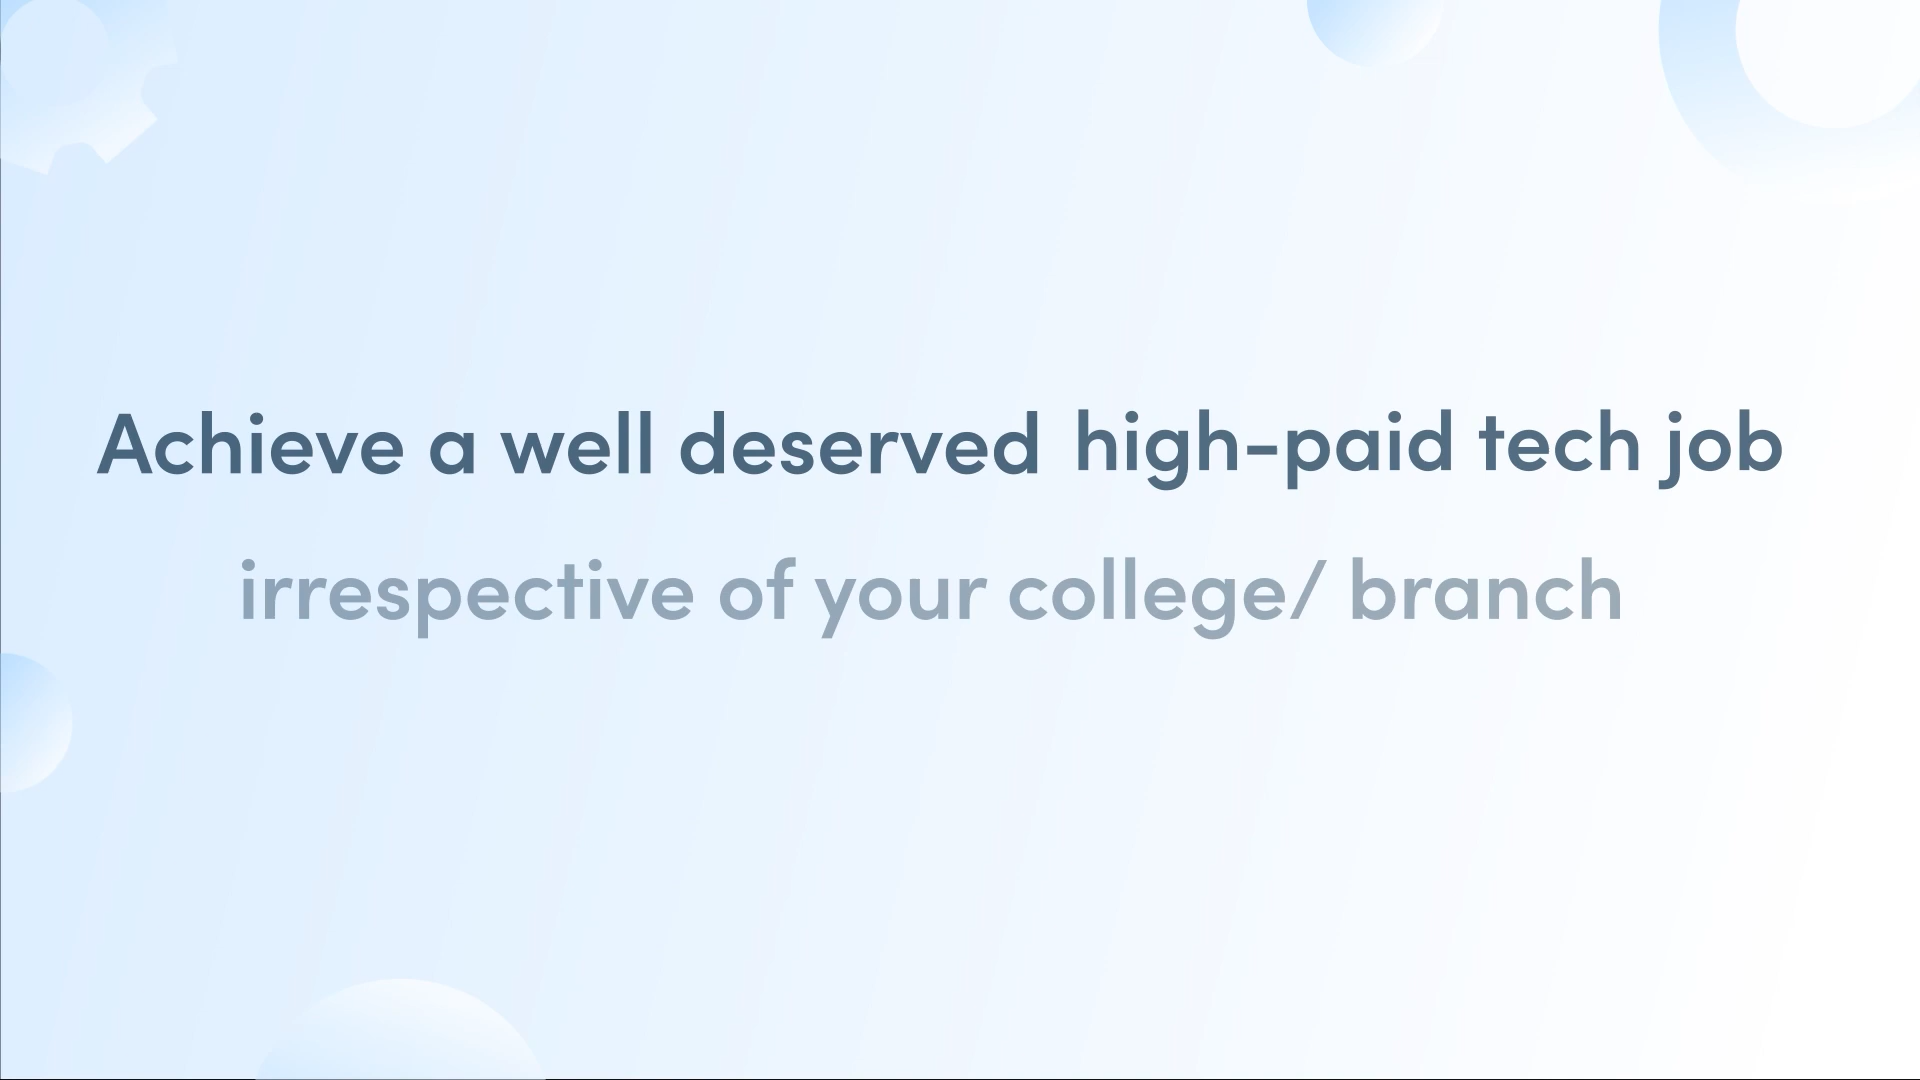 Achieve a well deserved high-paid tech job
irrespective of your college/ branch